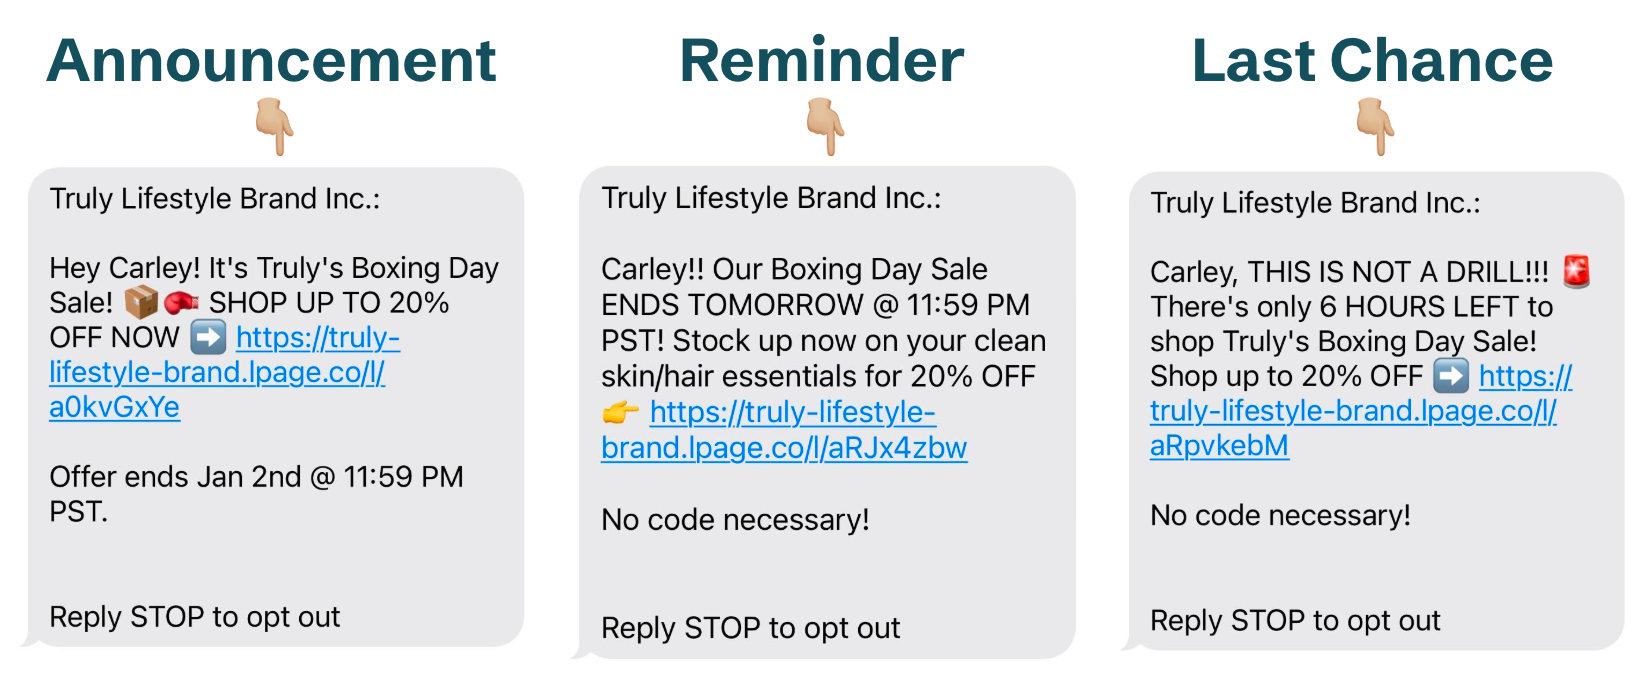 Announcement
👇🏼
Truly Lifestyle Brand Inc.:
Hey Carley! It's Truly's Boxing Day
Sale! 📦🥊 SHOP UP TO 20%
OFF NOW ➡️ https://truly-
lifestyle-brand.lpage.co/l/
a0kvGxYe
Offer ends Jan 2nd @ 11:59 PM
PST.
Reply STOP to opt out
Reminder
👇🏼
Truly Lifestyle Brand Inc.:
Carley!! Our Boxing Day Sale
ENDS TOMORROW @ 11:59 PM
PST! Stock up now on your clean
skin/hair essentials for 20% OFF
👉 https://truly-lifestyle-
brand.lpage.co/l/aRJx4zbw
No code necessary!
Reply STOP to opt out
Last Chance
👇🏼
Truly Lifestyle Brand Inc.:
Carley, THIS IS NOT A DRILL!!! 🚨
There's only 6 HOURS LEFT to
shop Truly's Boxing Day Sale!
Shop up to 20% OFF ➡️ https://
truly-lifestyle-brand.lpage.co/l/
aRpvkebM
No code necessary!
Reply STOP to opt out